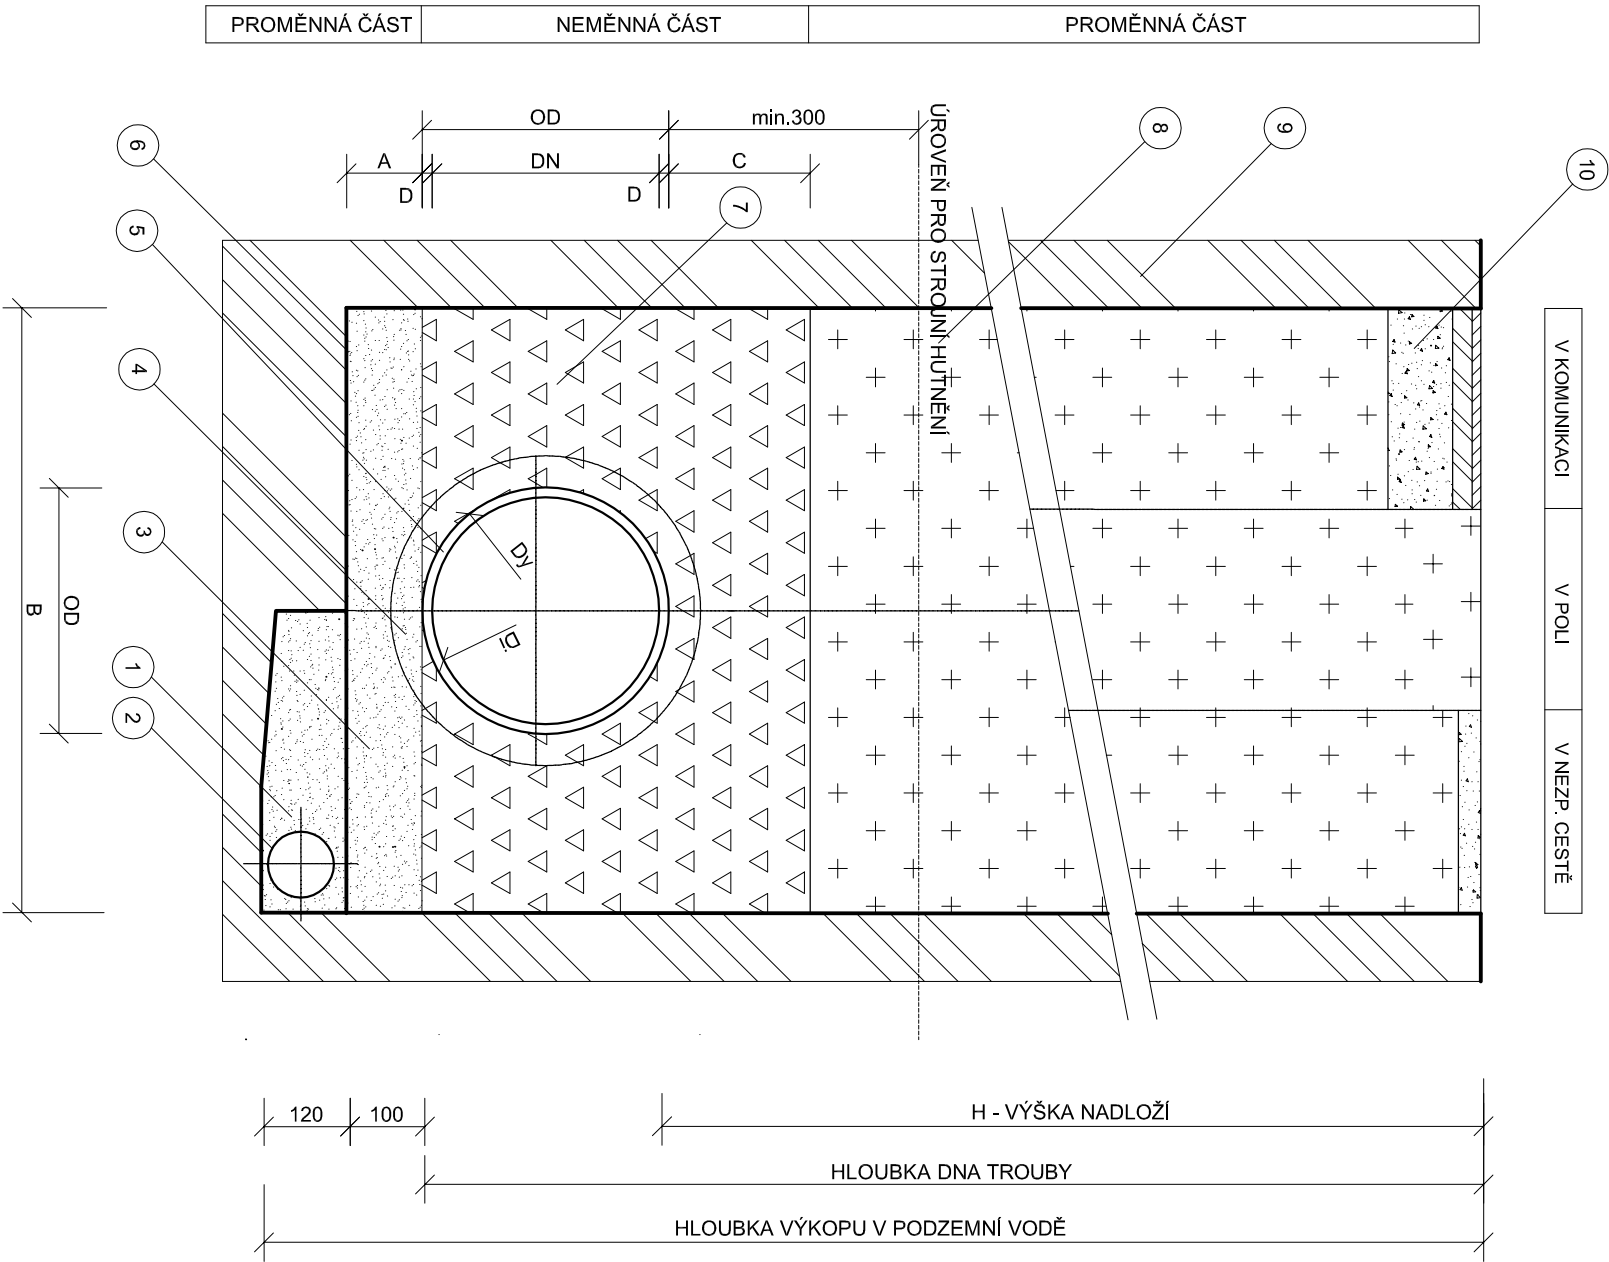 PROMĚNNÁ ČÁST
NEMĚNNÁ ČÁST
PROMĚNNÁ ČÁST
OD
min.300
A
DN
C
D
D
ÚROVEŇ PRO STROJNÍ HUTNĚNÍ
6
5
4
3
1
2
7
8
9
10
V KOMUNIKACI
V POLI
V NEZP. CESTĚ
Dy
Di
OD
B
120
100
H - VÝŠKA NADLOŽÍ
HLOUBKA DNA TROUBY
HLOUBKA VÝKOPU V PODZEMNÍ VODĚ